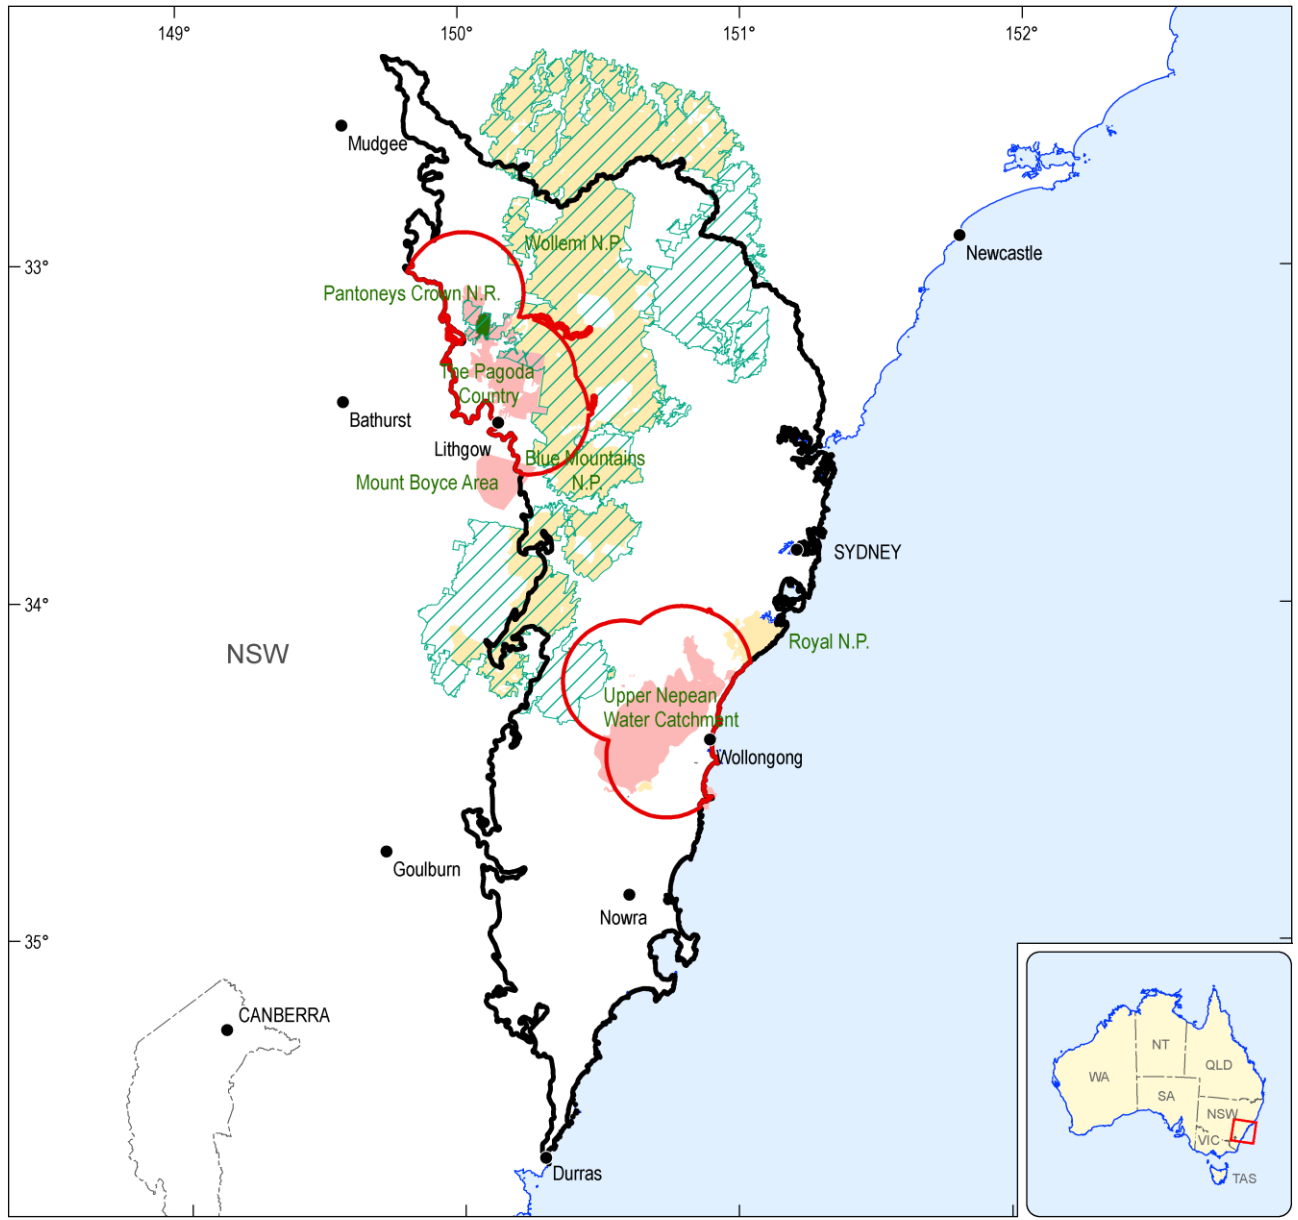 149°
150°
151°
152°
Mudgee
Wollemi N.P
Newcastle
33°
Pantoneys Crown N.R.
The Pagoda
Country
Bathurst
Lithgow
Blue Mountains
N.P.
Mount Boyce Area
SYDNEY
34°
Royal N.P.
NSW
Upper Nepean
Water Catchment
Wollongong
Goulburn
Nowra
35°
CANBERRA
Durras
NT
QLD
WA
SA
NSW
VIC
TAS